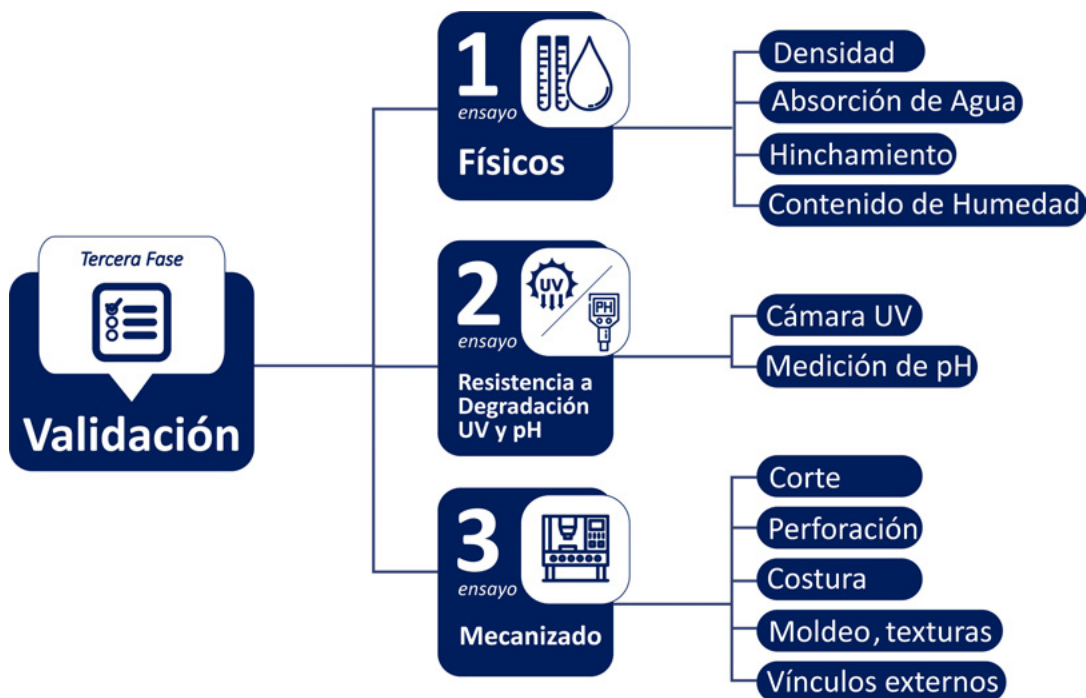 Tercera Fase
Validación
1
ensayo
Físicos
Densidad
Absorción de Agua
Hinchamiento
Contenido de Humedad
2
ensayo
UV
PH
Resistencia a
Degradación
UV y pH
Cámara UV
Medición de pH
3
ensayo
Mecanizado
Corte
Perforación
Costura
Moldeo, texturas
Vínculos externos